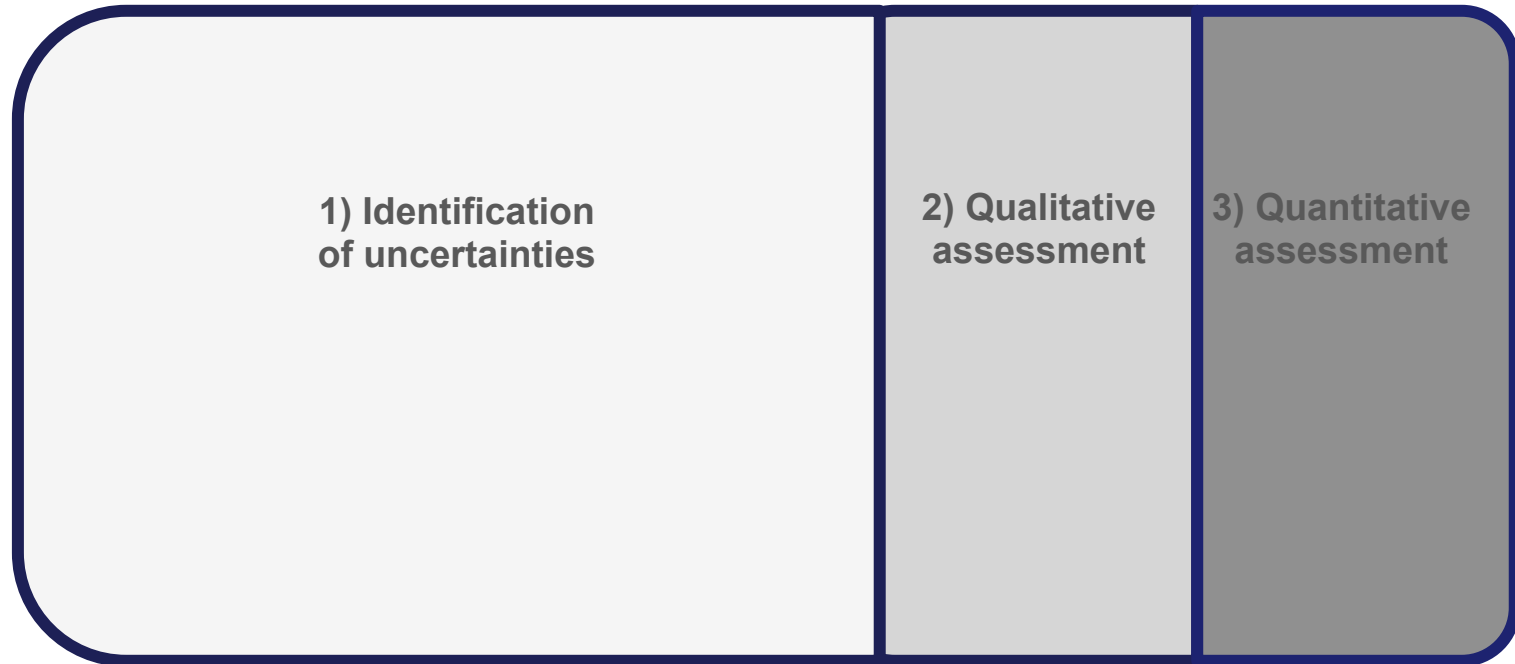 1) Identification
of uncertainties
2) Qualitative
assessment
3) Quantitative
assessment